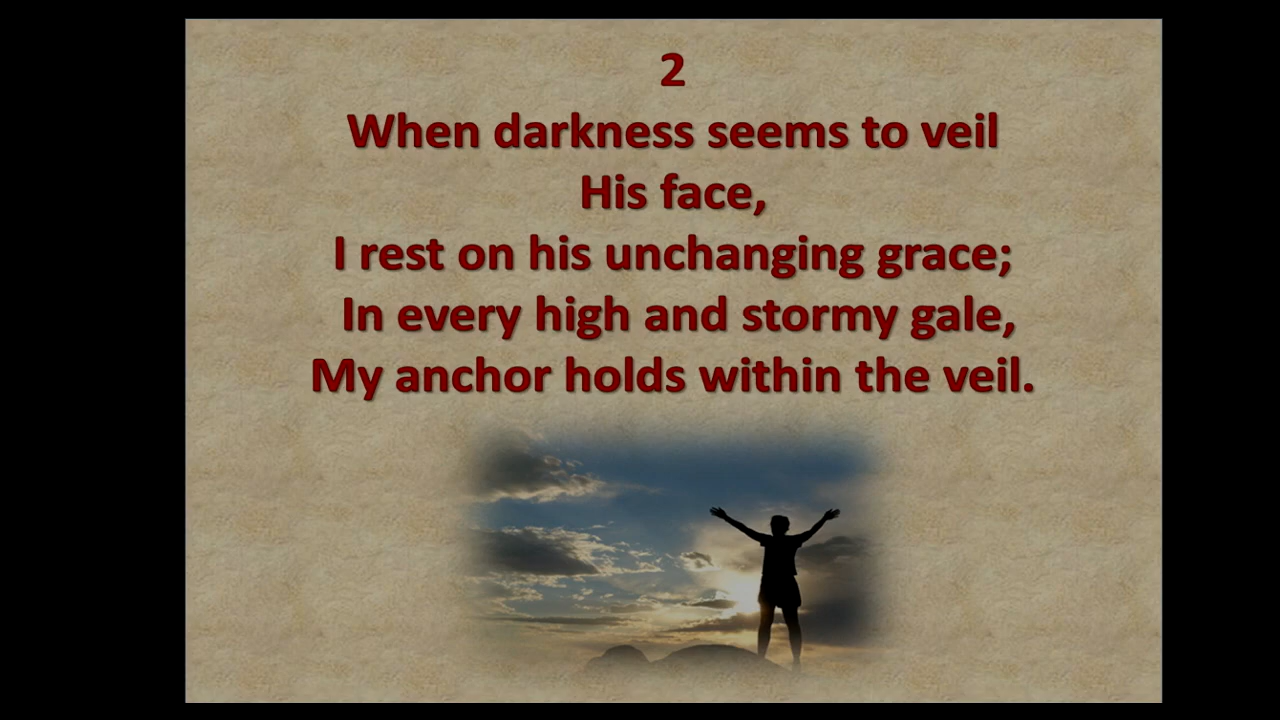 2
When darkness seems to veil
His face,
I rest on his unchanging grace;
In every high and stormy gale,
My anchor holds within the veil.